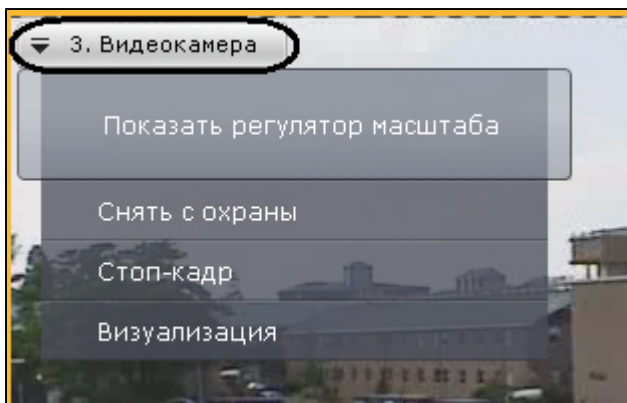 3. Видеокамера
Показать регулятор масштаба
Снять с охраны
Стоп-кадр
Визуализация